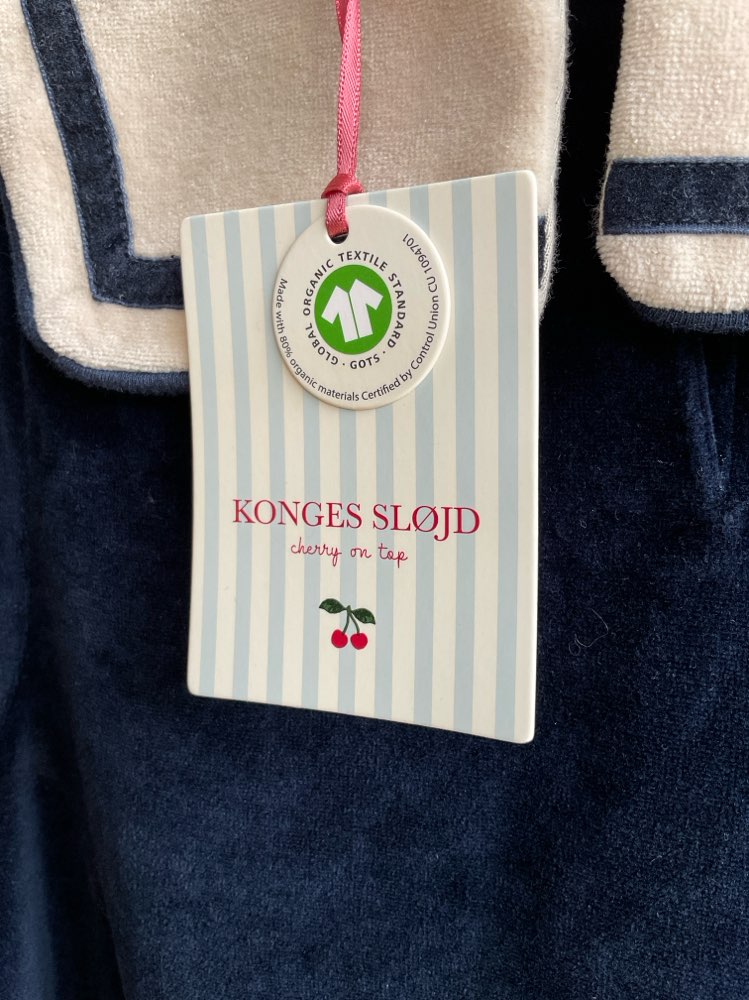 GLOBAL ORGANIC TEXTILE STANDARD · GOTS ·
Made with 80% organic materials Certified by Control Union CU 1094701
KONGES SLØJD
cherry on top